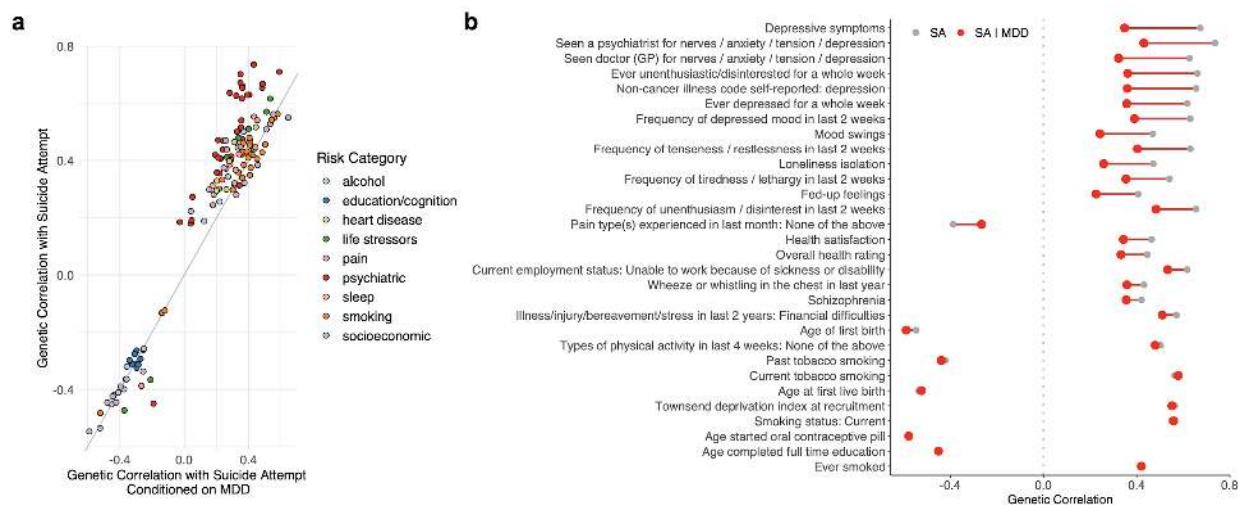 a
0.8
0.4
0.0
-0.4
Genetic Correlation with Suicide Attempt
-0.4 0.0 0.4
Genetic Correlation with Suicide Attempt
Conditioned on MDD
Risk Category
alcohol
education/cognition
heart disease
life stressors
pain
psychiatric
sleep
smoking
socioeconomic
b
SA SA | MDD
Depressive symptoms
Seen a psychiatrist for nerves / anxiety / tension / depression
Seen doctor (GP) for nerves / anxiety / tension / depression
Ever unenthusiastic/disinterested for a whole week
Non-cancer illness code self-reported: depression
Ever depressed for a whole week
Frequency of depressed mood in last 2 weeks
Mood swings
Frequency of tenseness / restlessness in last 2 weeks
Loneliness isolation
Frequency of tiredness / lethargy in last 2 weeks
Fed-up feelings
Frequency of unenthusiasm / disinterest in last 2 weeks
Pain type(s) experienced in last month: None of the above
Health satisfaction
Overall health rating
Current employment status: Unable to work because of sickness or disability
Wheeze or whistling in the chest in last year
Schizophrenia
Illness/injury/bereavement/stress in last 2 years: Financial difficulties
Age of first birth
Types of physical activity in last 4 weeks: None of the above
Past tobacco smoking
Current tobacco smoking
Age at first live birth
Townsend deprivation index at recruitment
Smoking status: Current
Age started oral contraceptive pill
Age completed full time education
Ever smoked
-0.4 0.0 0.4 0.8
Genetic Correlation